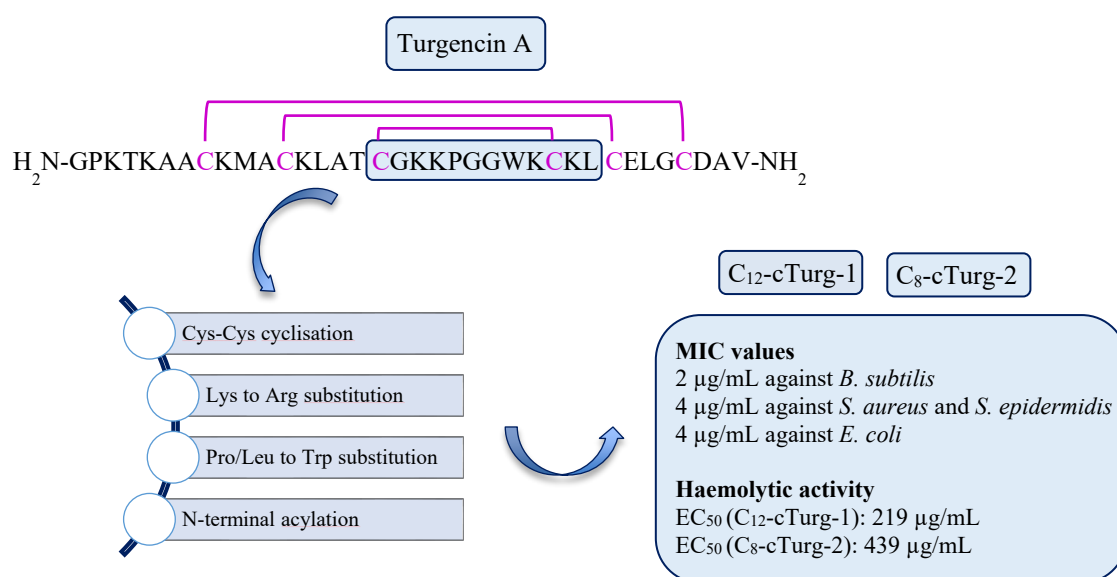 Turgencin A
H₂N-GPKTKAACKMACKLATCGKKPGGWKCKLCELGCDAV-NH₂
C₁₂-cTurg-1
C₈-cTurg-2
Cys-Cys cyclisation
Lys to Arg substitution
Pro/Leu to Trp substitution
N-terminal acylation
MIC values
2 µg/mL against B. subtilis
4 µg/mL against S. aureus and S. epidermidis
4 µg/mL against E. coli
Haemolytic activity
EC₅₀ (C₁₂-cTurg-1): 219 µg/mL
EC₅₀ (C₈-cTurg-2): 439 µg/mL